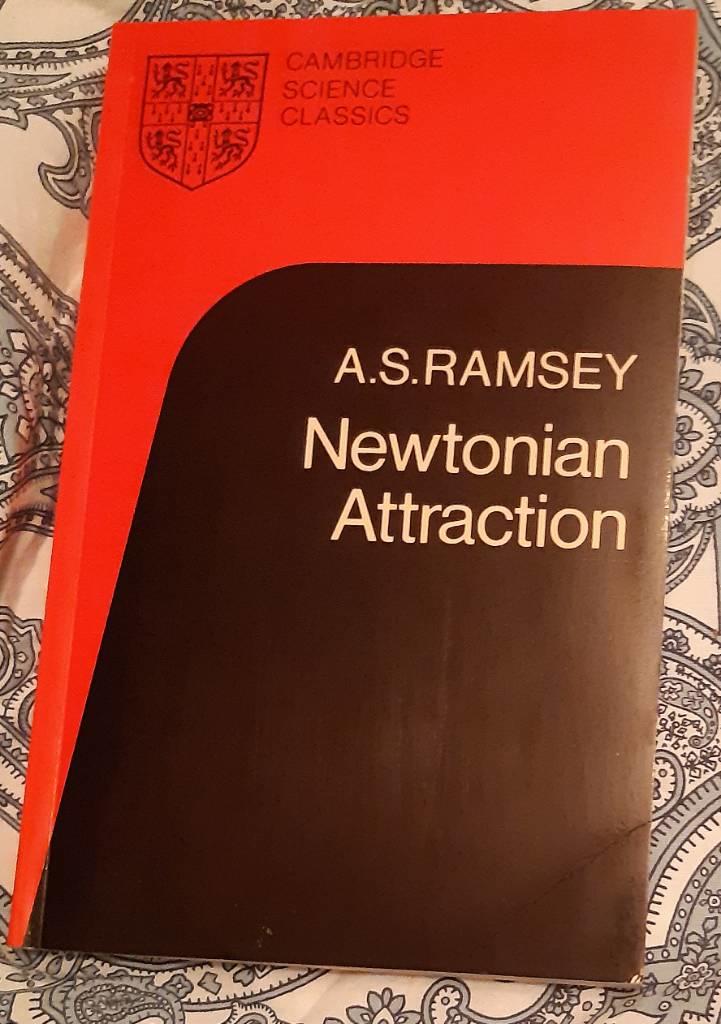 CAMBRIDGE
SCIENCE
CLASSICS
A.S.RAMSEY
Newtonian
Attraction